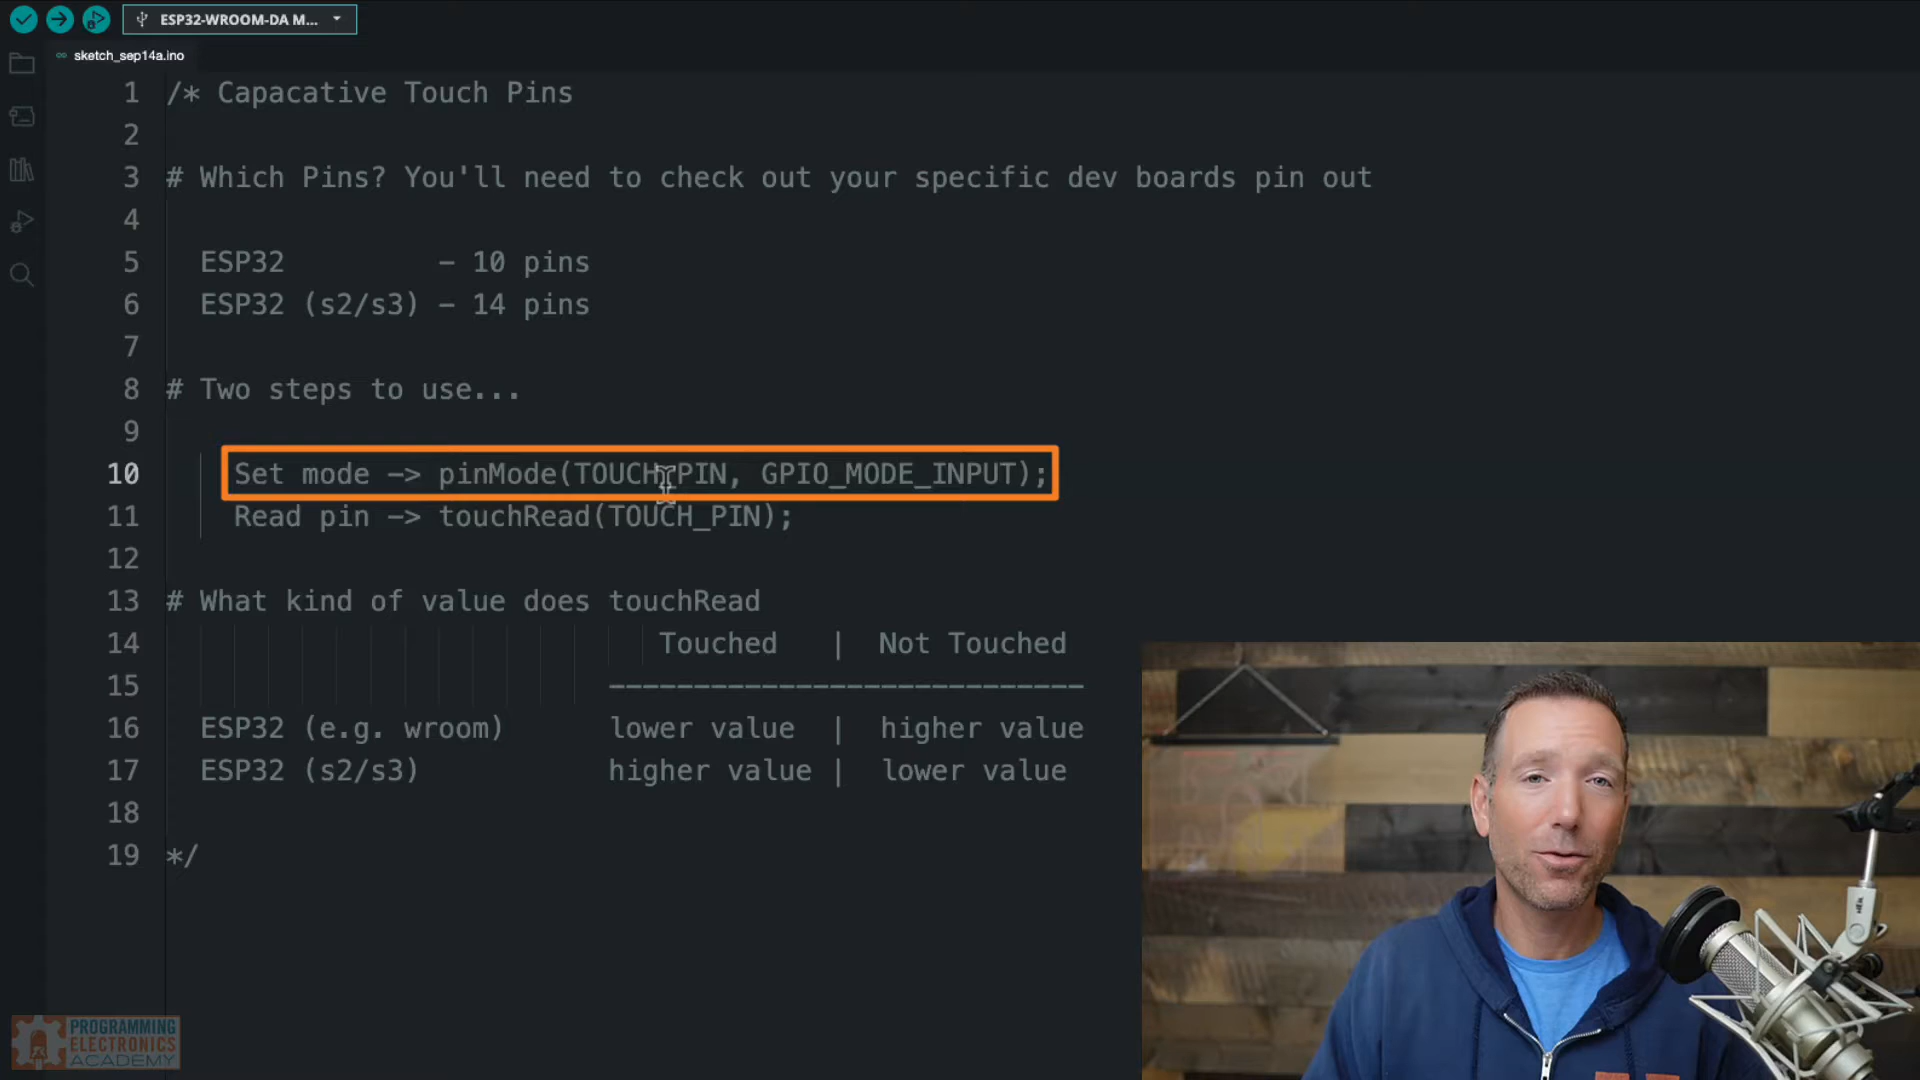 ESP32-WROOM-DA M...
sketch_sep14a.ino
1 /* Capacative Touch Pins
2
3 # Which Pins? You'll need to check out your specific dev boards pin out
4
5 ESP32 - 10 pins
6 ESP32 (s2/s3) - 14 pins
7
8 # Two steps to use...
9
10 Set mode -> pinMode(TOUCH_PIN, GPIO_MODE_INPUT);
11 Read pin -> touchRead(TOUCH_PIN);
12
13 # What kind of value does touchRead
14 Touched | Not Touched
15 ----------------------------
16 ESP32 (e.g. wroom) lower value | higher value
17 ESP32 (s2/s3) higher value | lower value
18
19 */
PROGRAMMING
ELECTRONICS
ACADEMY